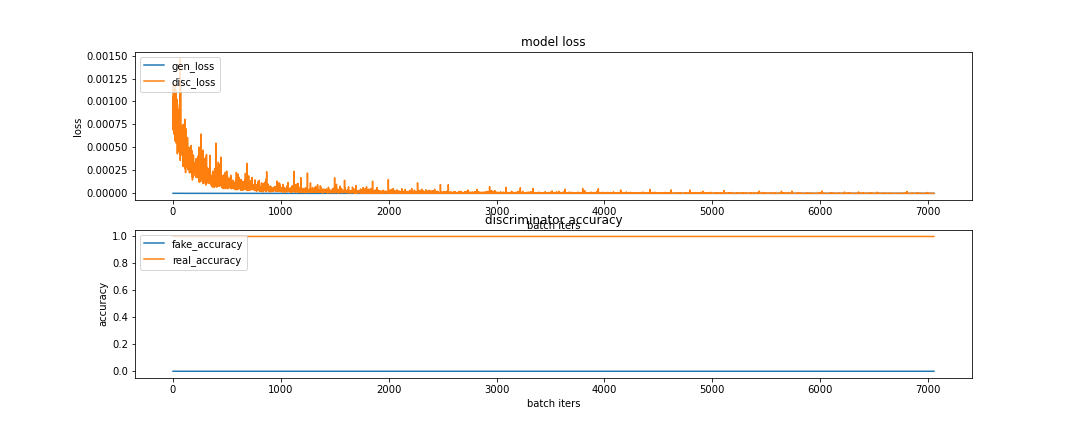 model loss
0.00150
0.00125
0.00100
0.00075
0.00050
0.00025
0.00000
loss
gen_loss
disc_loss
0 1000 2000 3000 4000 5000 6000 7000
batch iters
discriminator accuracy
1.0
0.8
0.6
0.4
0.2
0.0
accuracy
fake_accuracy
real_accuracy
0 1000 2000 3000 4000 5000 6000 7000
batch iters